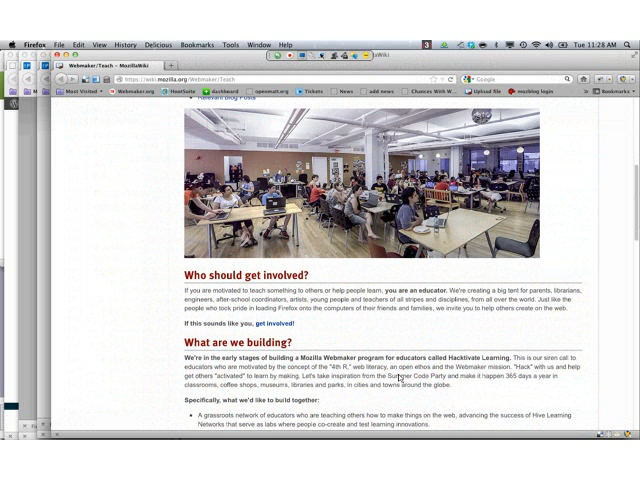 Firefox File Edit View History Delicious Bookmarks Tools Window Help 3 Tue 11:28 AM
Webmaker/Teach – MozillaWiki
https://wiki.mozilla.org/Webmaker/Teach Google
Most Visited Webmaker.org HootSuite dashboard openmatt.org Tickets News add news Chances With W... Upload file mozblog login Bookmarks
Relevant Blog Posts
Who should get involved?
If you are motivated to teach something to others or help people learn, you are an educator. We're creating a big tent for parents, librarians,
engineers, after-school coordinators, artists, young people and teachers of all stripes and disciplines, from all over the world. Just like the
people who took pride in loading Firefox onto the computers of their friends and families, we invite you to help others create on the web.
If this sounds like you, get involved!
What are we building?
We're in the early stages of building a Mozilla Webmaker program for educators called Hacktivate Learning. This is our siren call to
educators who are motivated by the concept of the "4th R," web literacy, an open ethos and the Webmaker mission. "Hack" with us and help
get others "activated" to learn by making. Let's take inspiration from the Summer Code Party and make it happen 365 days a year in
classrooms, coffee shops, museums, libraries and parks, in cities and towns around the globe.
Specifically, what we'd like to build together:
A grassroots network of educators who are teaching others how to make things on the web, advancing the success of Hive Learning
Networks that serve as labs where people co-create and test learning innovations.